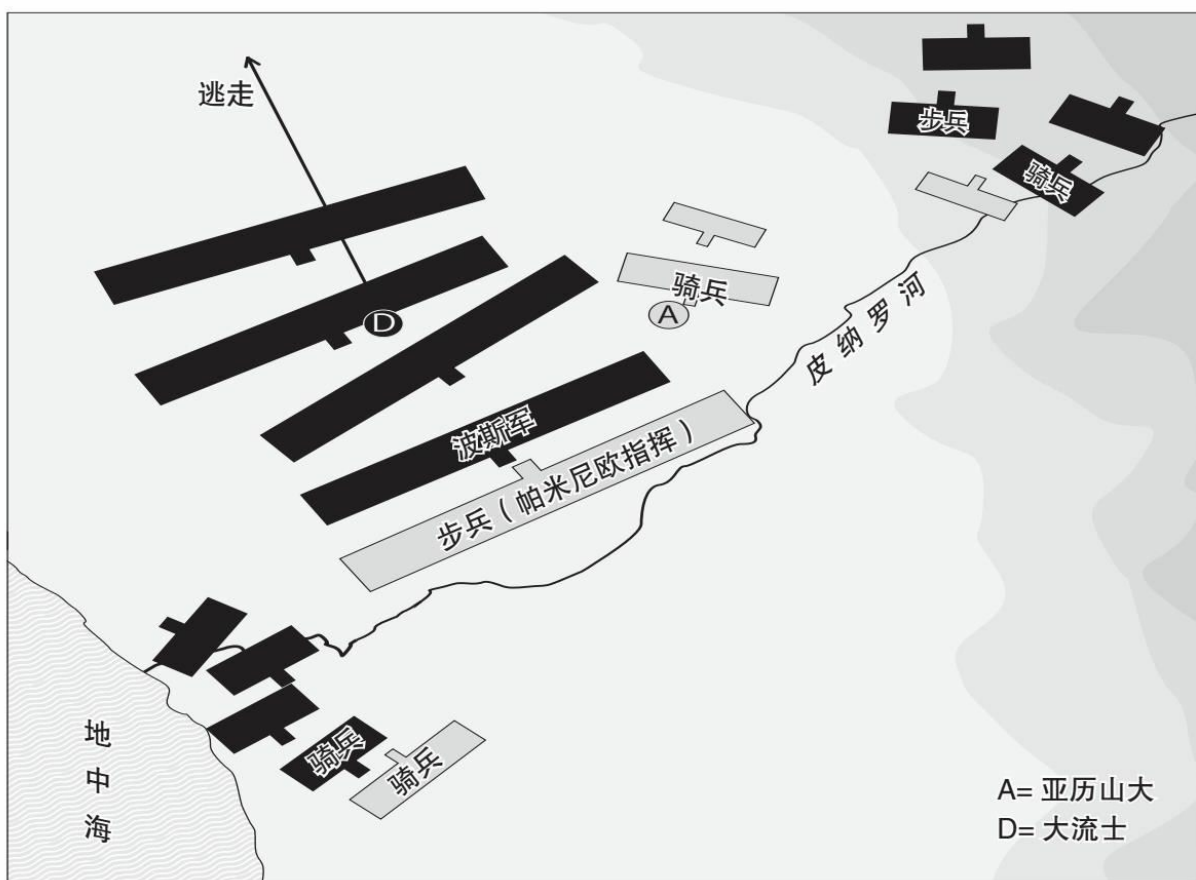 逃走
步兵
骑兵
骑兵
A
D
皮纳罗河
波斯军
步兵（帕米尼欧指挥）
骑兵
骑兵
地中海
A= 亚历山大
D= 大流士